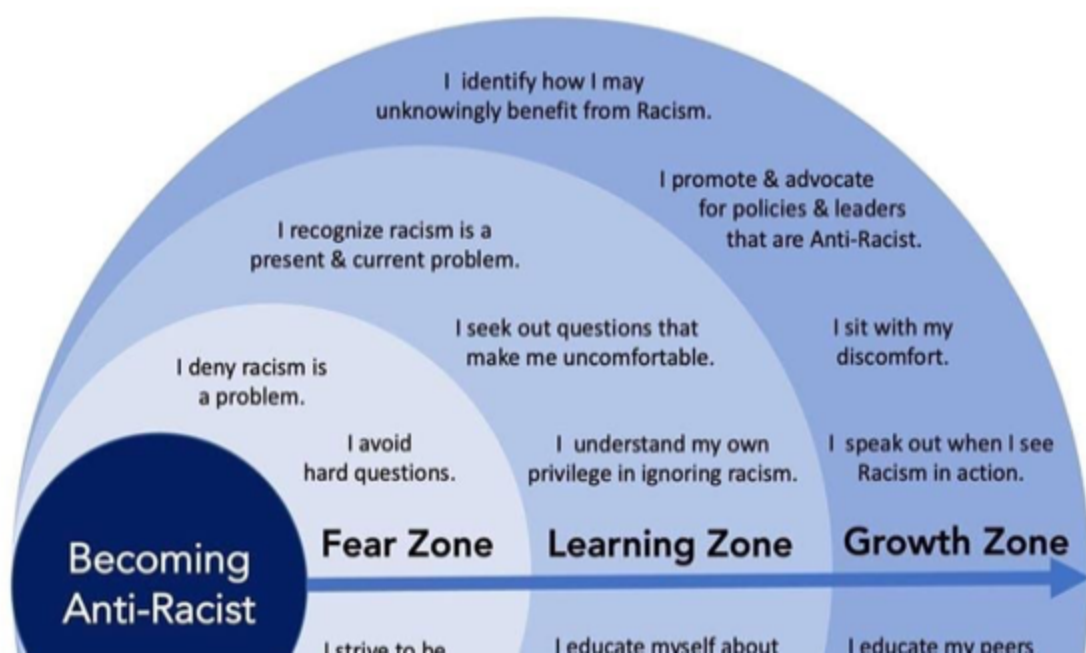 I identify how I may
unknowingly benefit from Racism.
I promote & advocate
for policies & leaders
that are Anti-Racist.
I recognize racism is a
present & current problem.
I seek out questions that
make me uncomfortable.
I sit with my
discomfort.
I deny racism is
a problem.
I avoid
hard questions.
I understand my own
privilege in ignoring racism.
I speak out when I see
Racism in action.
Fear Zone
Learning Zone
Growth Zone
Becoming
Anti-Racist
I strive to be
I educate myself about
I educate my peers